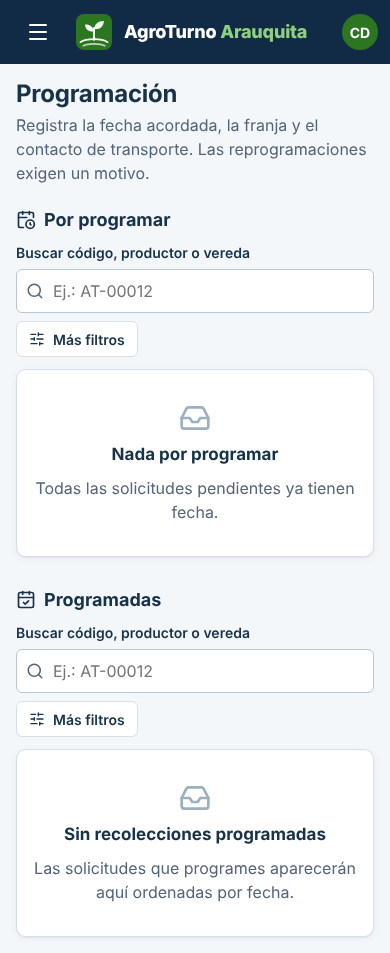 AgroTurno Arauquita
CD
Programación
Registra la fecha acordada, la franja y el
contacto de transporte. Las reprogramaciones
exigen un motivo.
Por programar
Buscar código, productor o vereda
Ej.: AT-00012
Más filtros
Nada por programar
Todas las solicitudes pendientes ya tienen
fecha.
Programadas
Buscar código, productor o vereda
Ej.: AT-00012
Más filtros
Sin recolecciones programadas
Las solicitudes que programes aparecerán
aquí ordenadas por fecha.